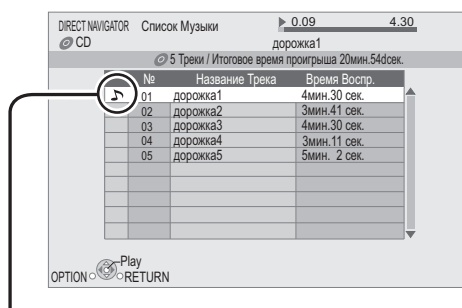 DIRECT NAVIGATOR Список Музыки 0.09 4.30
CD дорожка1
5 Треки / Итоговое время проигрыша 20мин.54dсек.
№ Название Трека Время Воспр.
01 дорожка1 4мин.30 сек.
02 дорожка2 3мин.41 сек.
03 дорожка3 4мин.30 сек.
04 дорожка4 3мин.11 сек.
05 дорожка5 5мин. 2 сек.
Play
OPTION RETURN